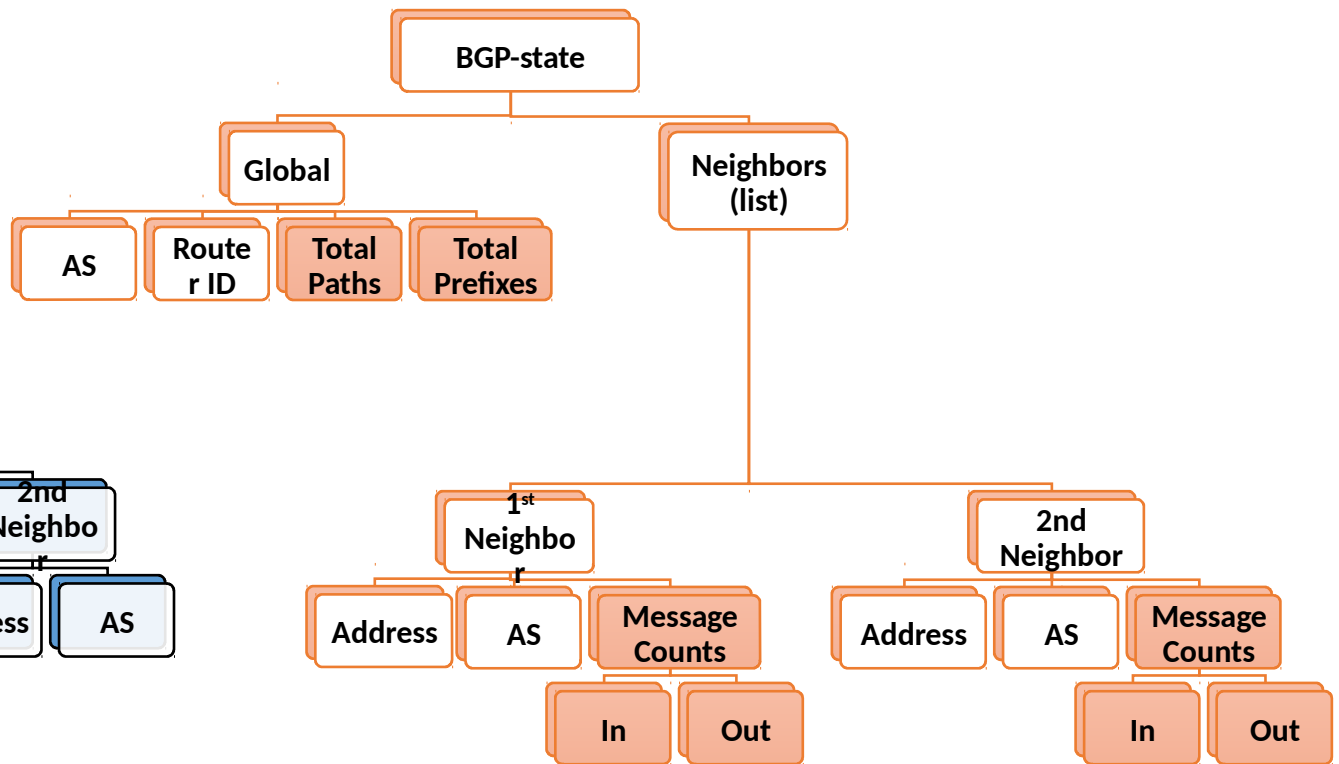 BGP-state
Global
Neighbors
(list)
AS
Route
r ID
Total
Paths
Total
Prefixes
2nd
Neighbo
r
ess
AS
1st
Neighbo
r
2nd
Neighbor
Address
AS
Message
Counts
Address
AS
Message
Counts
In
Out
In
Out